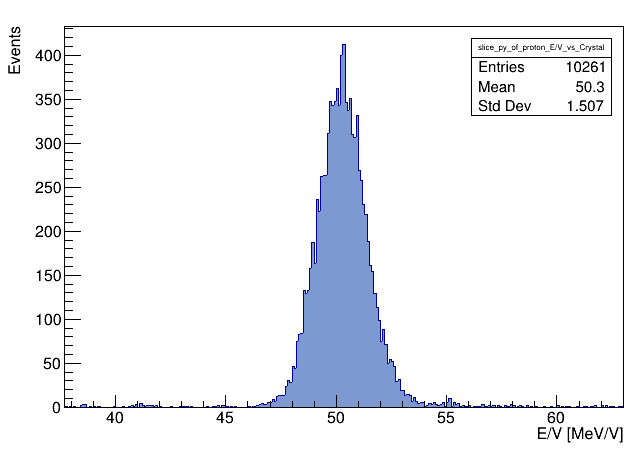 Events
slice_py_of_proton_E/V_vs_Crystal
Entries 10261
Mean 50.3
Std Dev 1.507
400
350
300
250
200
150
100
50
0
40 45 50 55 60
E/V [MeV/V]